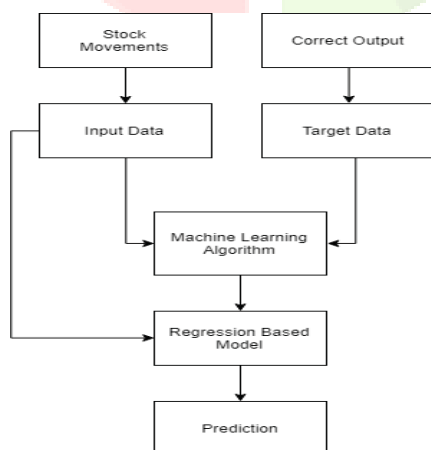 Stock
Movements
Correct Output
Input Data
Target Data
Machine Learning
Algorithm
Regression Based
Model
Prediction